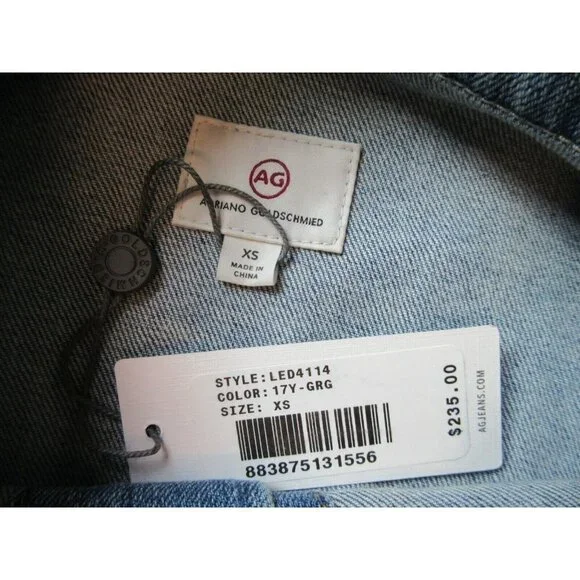 AG
ADRIANO GOLDSCHMIED
XS
MADE IN
CHINA
STYLE:LED4114
COLOR:17Y-GRG
SIZE: XS
883875131556
$235.00
AGJEANS.COM